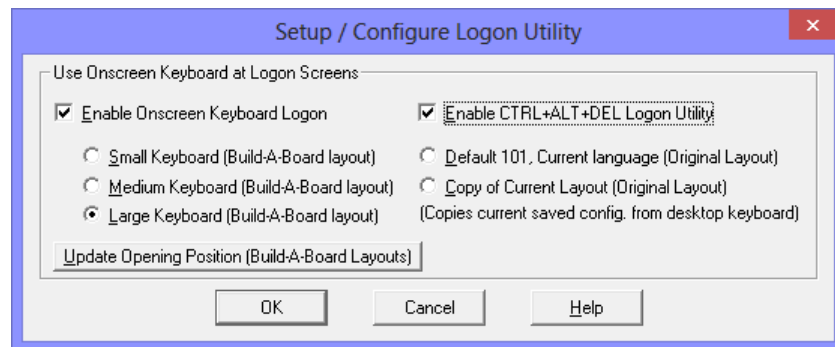 Setup / Configure Logon Utility
Use Onscreen Keyboard at Logon Screens
Enable Onscreen Keyboard Logon
Enable CTRL+ALT+DEL Logon Utility
Small Keyboard (Build-A-Board layout)
Default 101, Current language (Original Layout)
Medium Keyboard (Build-A-Board layout)
Copy of Current Layout (Original Layout)
Large Keyboard (Build-A-Board layout)
(Copies current saved config. from desktop keyboard)
Update Opening Position (Build-A-Board Layouts)
OK
Cancel
Help